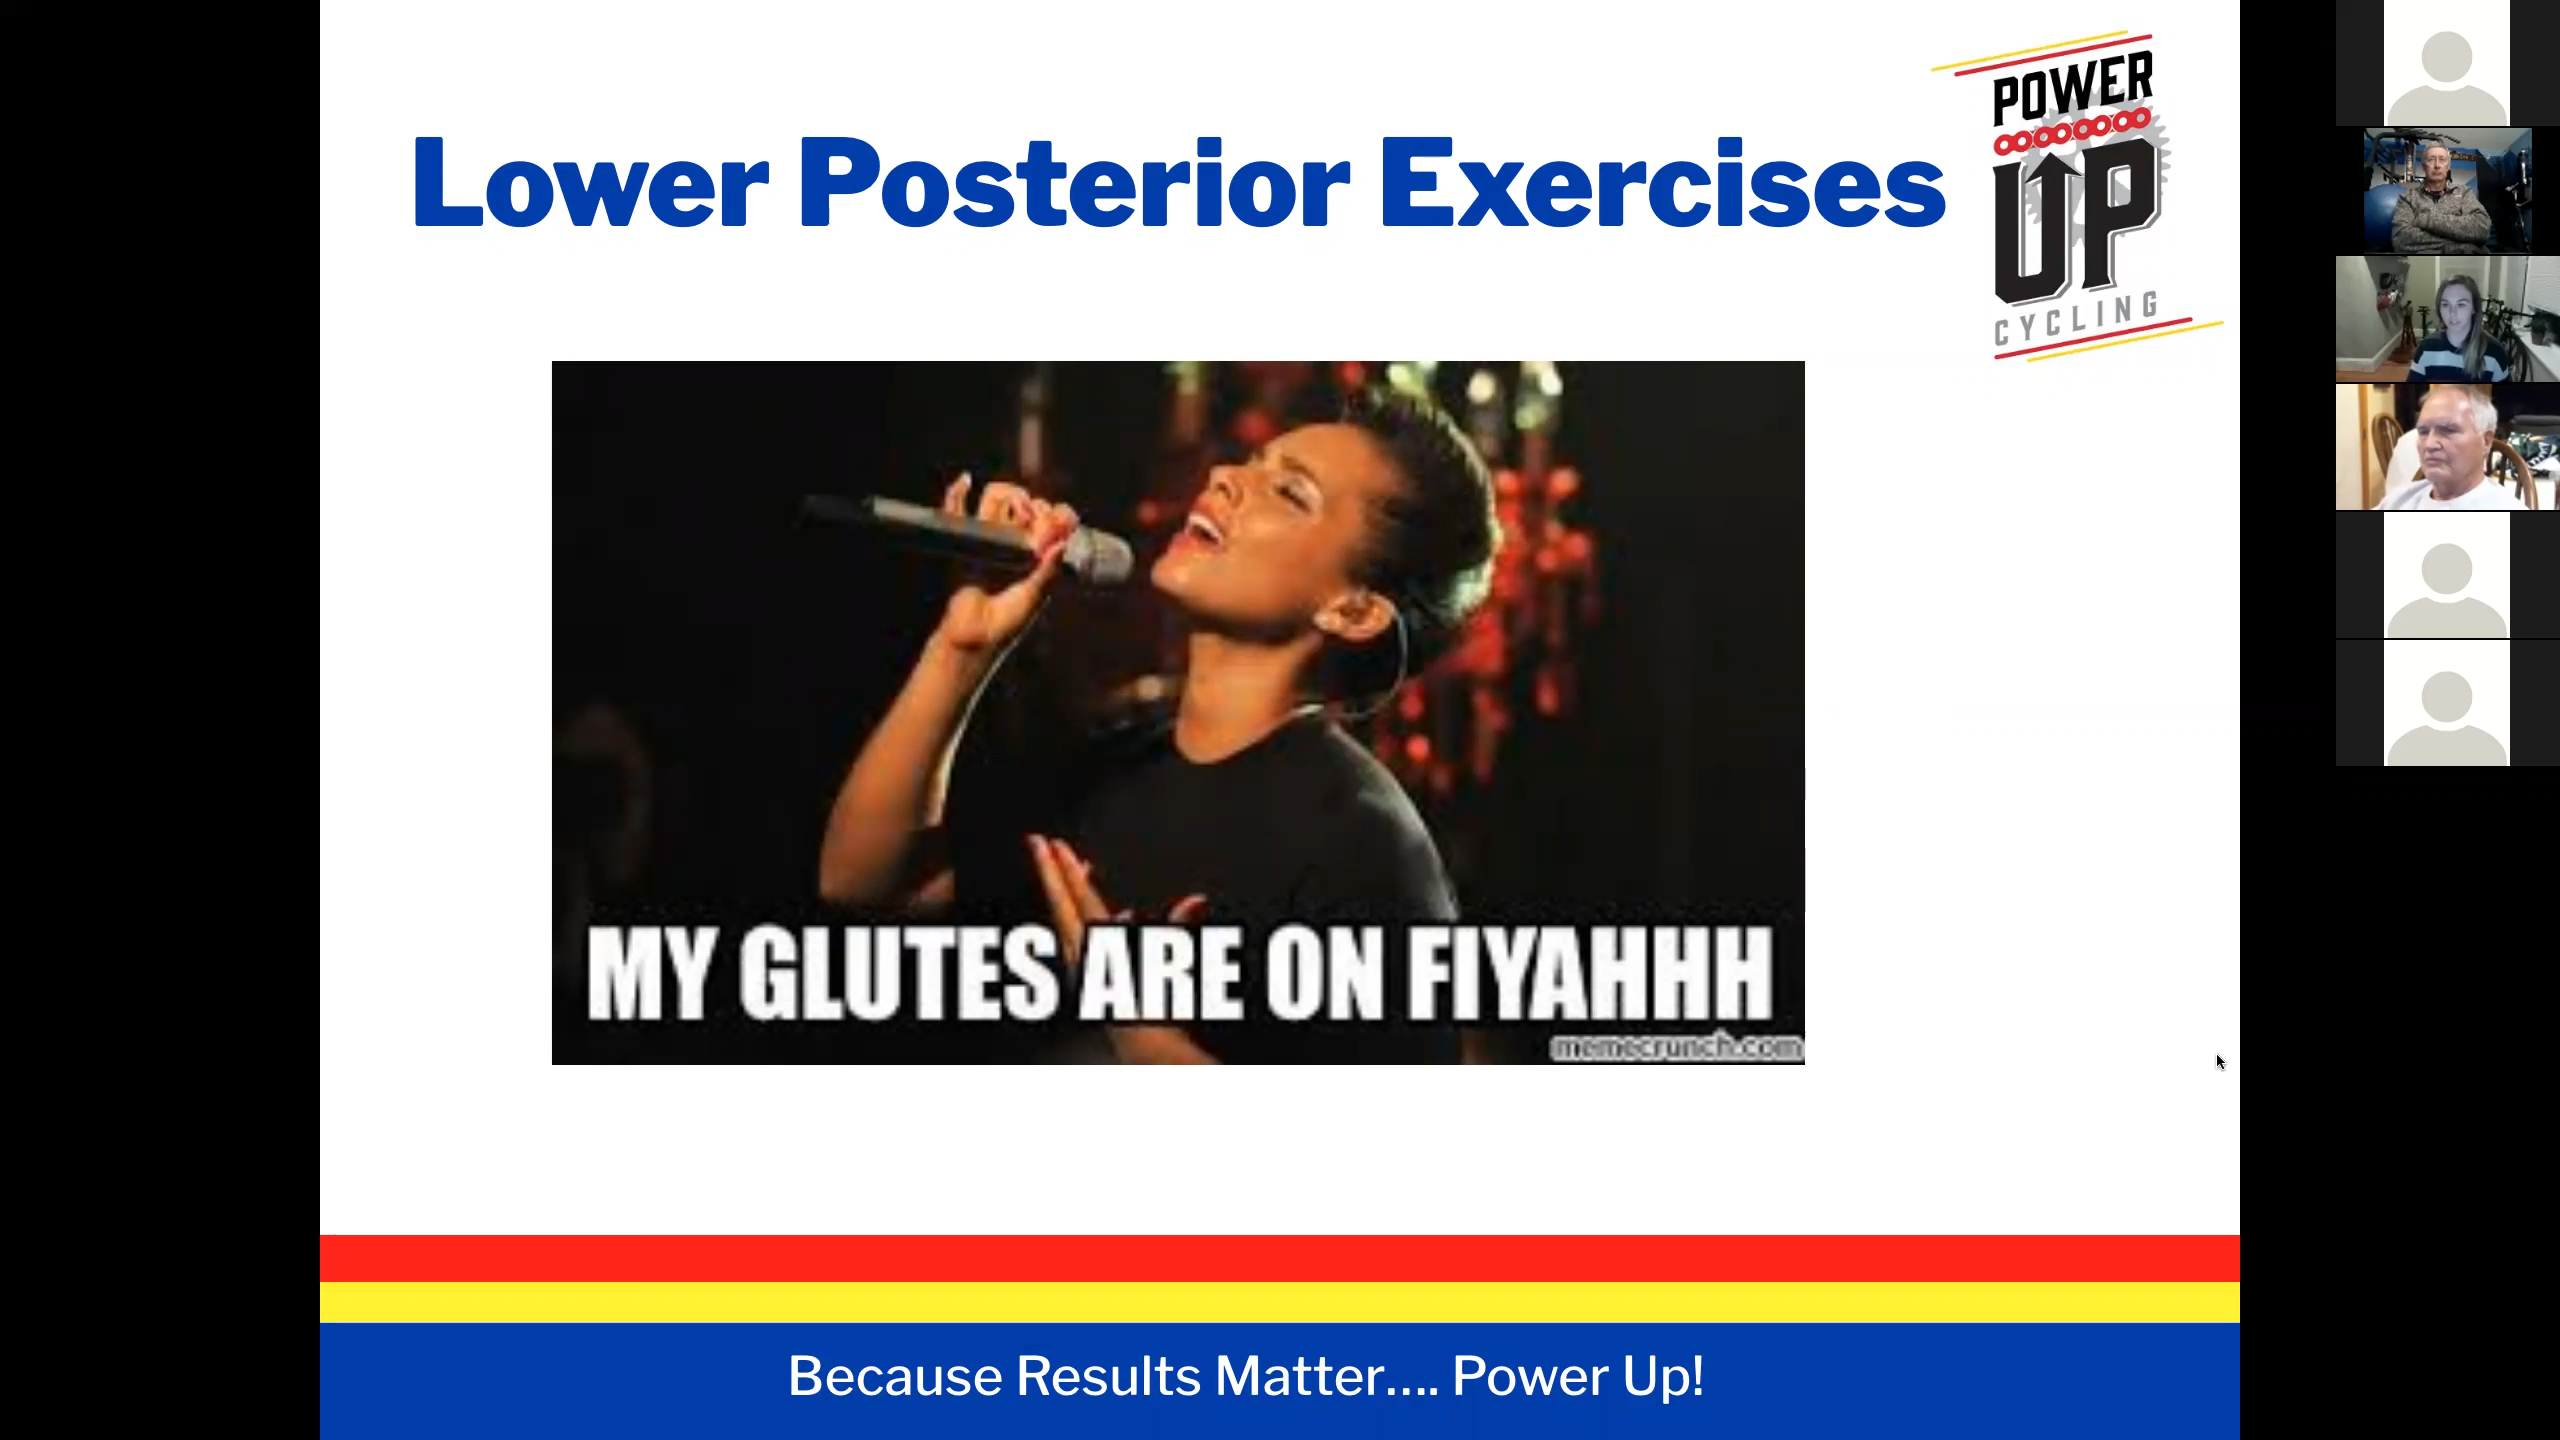 Lower Posterior Exercises
POWER
UP
CYCLING
MY GLUTES ARE ON FIYAHHH
memecrunch.com
Because Results Matter.... Power Up!